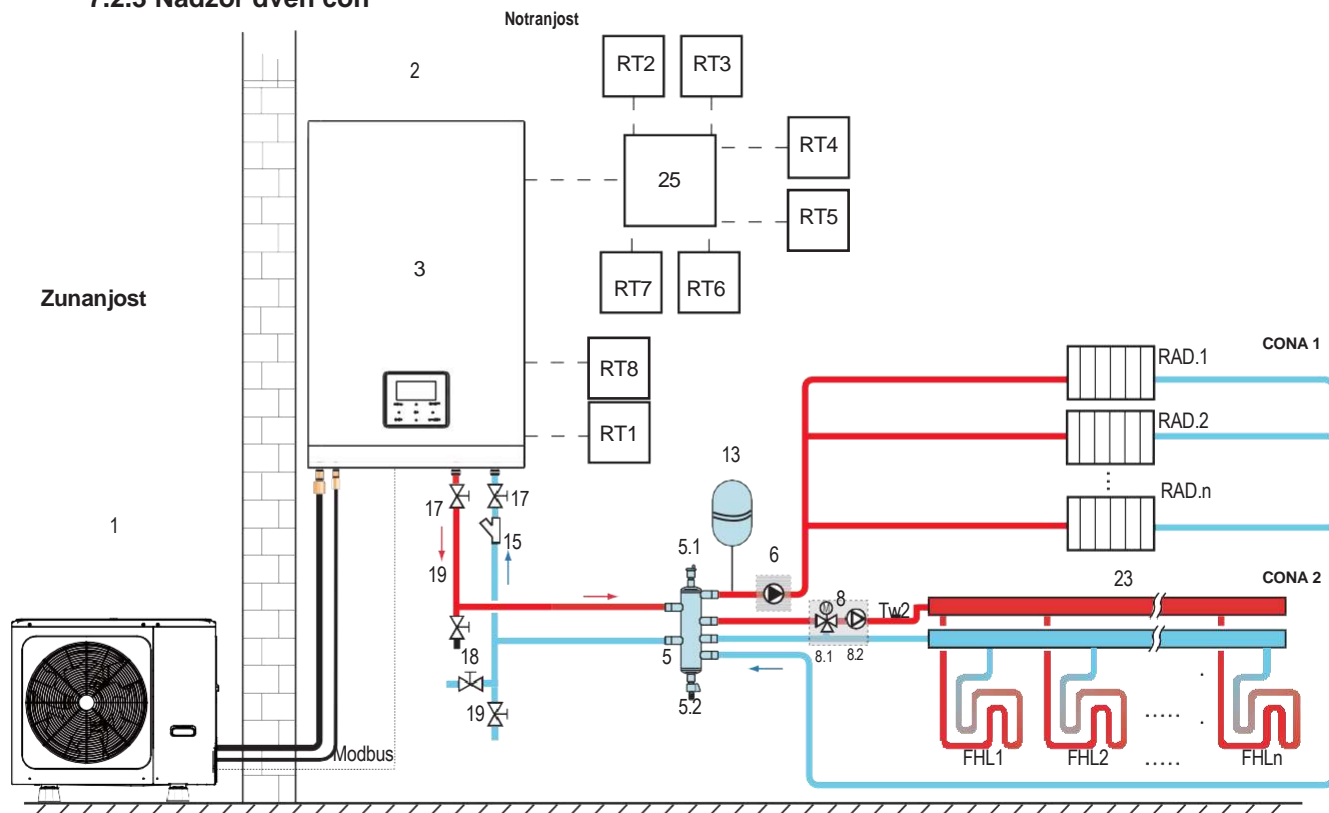 7.2.3 Nadzor dveh con
Notranjost
2
RT2
RT3
RT4
25
RT5
3
RT7
RT6
Zunanjost
RT8
RT1
CONA 1
RAD.1
RAD.2
RAD.n
13
17
17
1
15
5.1
6
19
23
CONA 2
8
M
Tw2
18
5
8.1
8.2
19
5.2
Modbus
FHL1
FHL2
.....
FHLn
.....